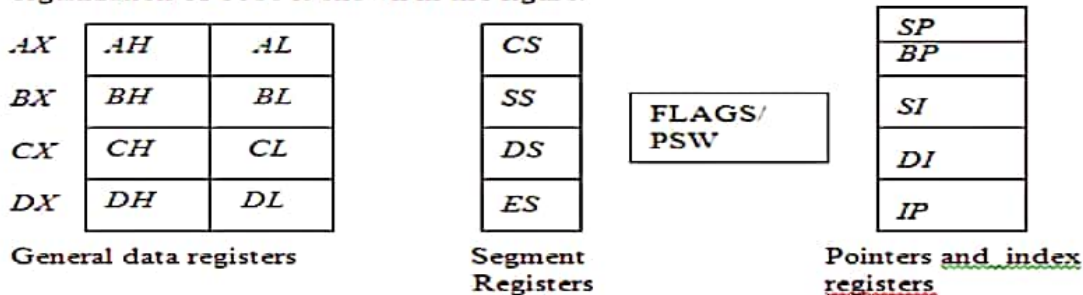 AX AH AL CS SP
BP
BX BH BL SS FLAGS/ SI
PSW
CX CH CL DS DI
DX DH DL ES IP
General data registers Segment Pointers and index
Registers registers